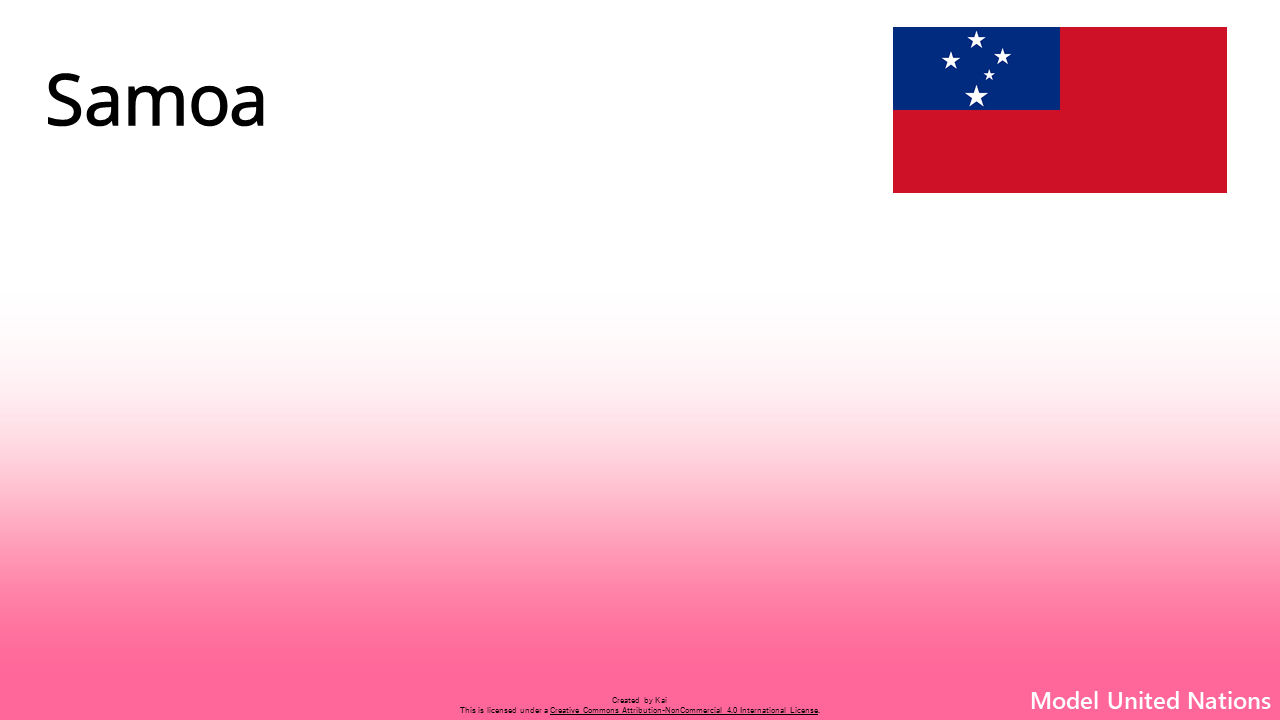 Samoa
Created by Kai
This is licensed under a Creative Commons Attribution-NonCommercial 4.0 International License.
Model United Nations